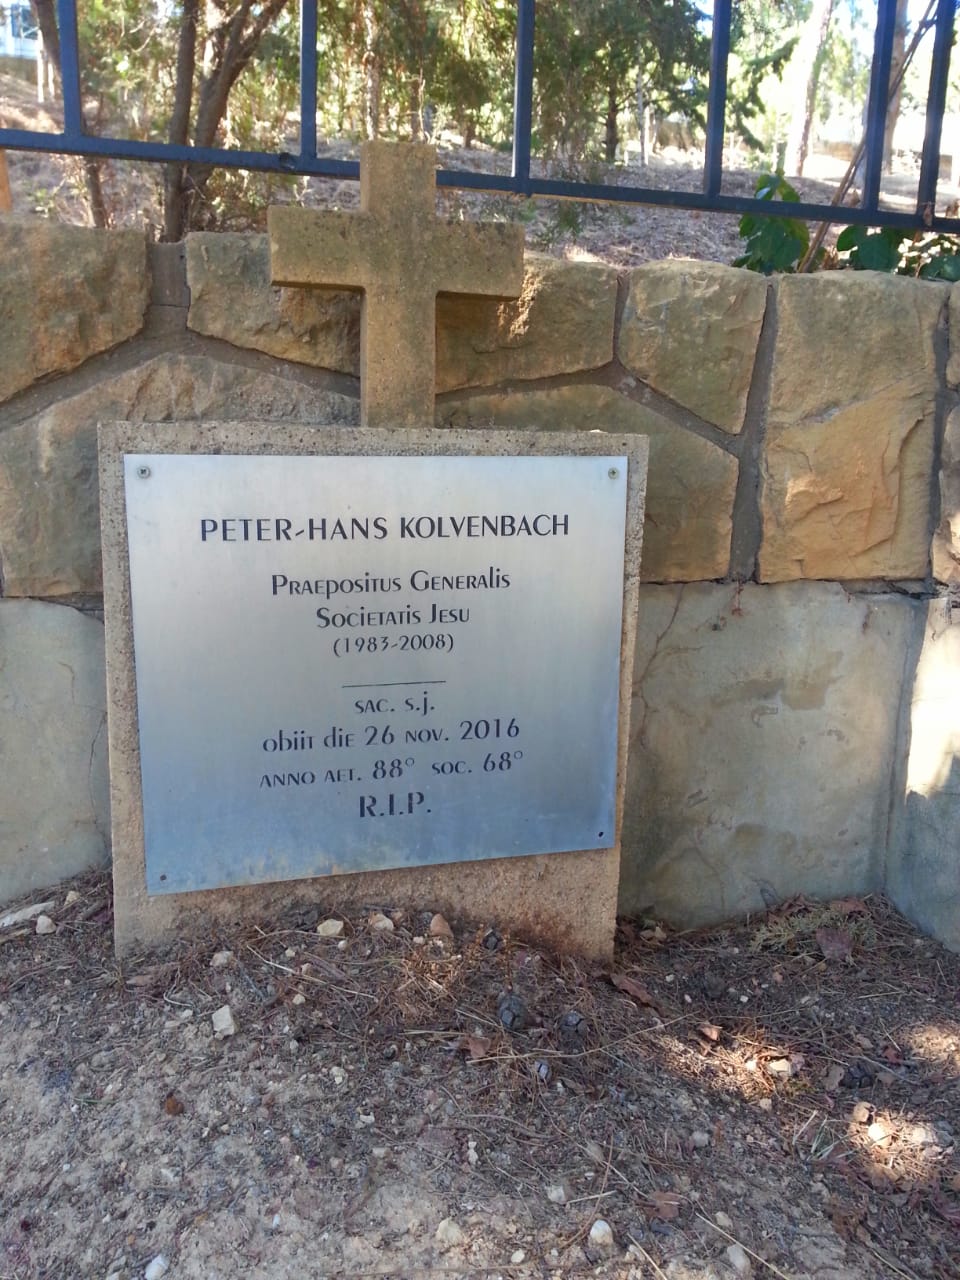 PETER-HANS KOLVENBACH
PRAEPOSITUS GENERALIS
SOCIETATIS JESU
(1983-2008)
SAC. S.J.
obiit die 26 NOV. 2016
ANNO AET. 88° SOC. 68°
R.I.P.